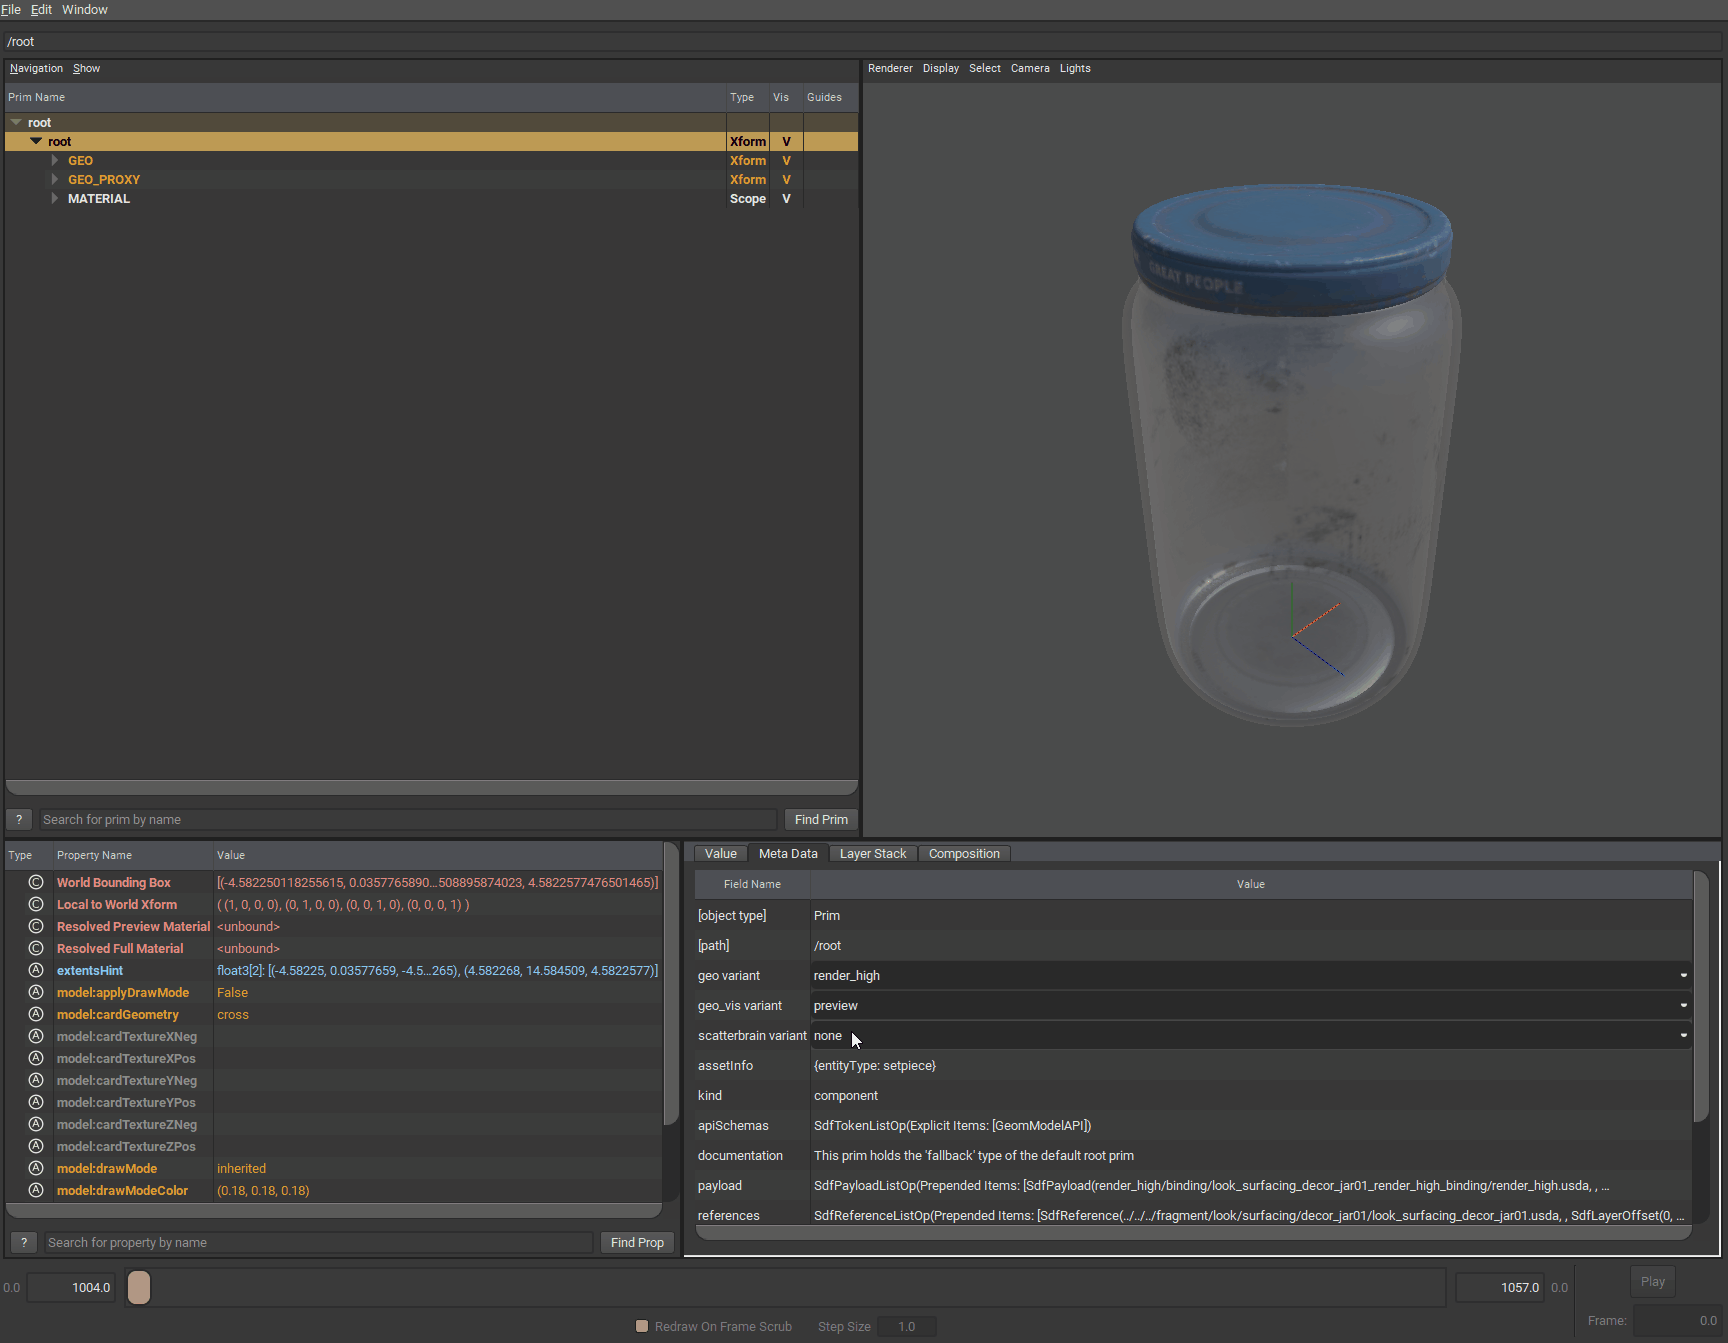 File Edit Window
/root
Navigation Show
Renderer Display Select Camera Lights
Prim Name Type Vis Guides
root
root Xform V
GEO Xform V
GEO_PROXY Xform V
MATERIAL Scope V
GREAT PEOPLE
? Search for prim by name Find Prim
Type Property Name Value
C World Bounding Box [(-4.582250118255615, 0.0357765890...508895874023, 4.5822577476501465)]
C Local to World Xform ( (1, 0, 0, 0), (0, 1, 0, 0), (0, 0, 1, 0), (0, 0, 0, 1) )
C Resolved Preview Material <unbound>
C Resolved Full Material <unbound>
A extentsHint float3[2]: [(-4.58225, 0.03577659, -4.5...265), (4.582268, 14.584509, 4.5822577)]
A model:applyDrawMode False
A model:cardGeometry cross
A model:cardTextureXNeg
A model:cardTextureXPos
A model:cardTextureYNeg
A model:cardTextureYPos
A model:cardTextureZNeg
A model:cardTextureZPos
A model:drawMode inherited
A model:drawModeColor (0.18, 0.18, 0.18)
? Search for property by name Find Prop
Value Meta Data Layer Stack Composition
Field Name Value
[object type] Prim
[path] /root
geo variant render_high
geo_vis variant preview
scatterbrain variant none
assetInfo {entityType: setpiece}
kind component
apiSchemas SdfTokenListOp(Explicit Items: [GeomModelAPI])
documentation This prim holds the 'fallback' type of the default root prim
payload SdfPayloadListOp(Prepended Items: [SdfPayload(render_high/binding/look_surfacing_decor_jar01_render_high_binding/render_high.usda, , ...
references SdfReferenceListOp(Prepended Items: [SdfReference(../../../fragment/look/surfacing/decor_jar01/look_surfacing_decor_jar01.usda, , SdfLayerOffset(0, ...
0.0 1004.0 1057.0 0.0 Play
Redraw On Frame Scrub Step Size 1.0 Frame: 0.0